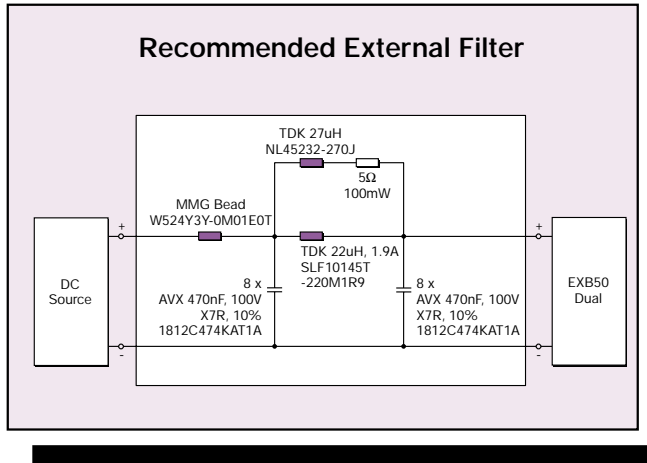 Recommended External Filter
TDK 27uH
NL45232-270J
5Ω
100mW
MMG Bead
W524Y3Y-0M01E0T
+
+
TDK 22uH, 1.9A
SLF10145T
-220M1R9
DC
Source
8 x
AVX 470nF, 100V
X7R, 10%
1812C474KAT1A
8 x
AVX 470nF, 100V
X7R, 10%
1812C474KAT1A
EXB50
Dual
-
-